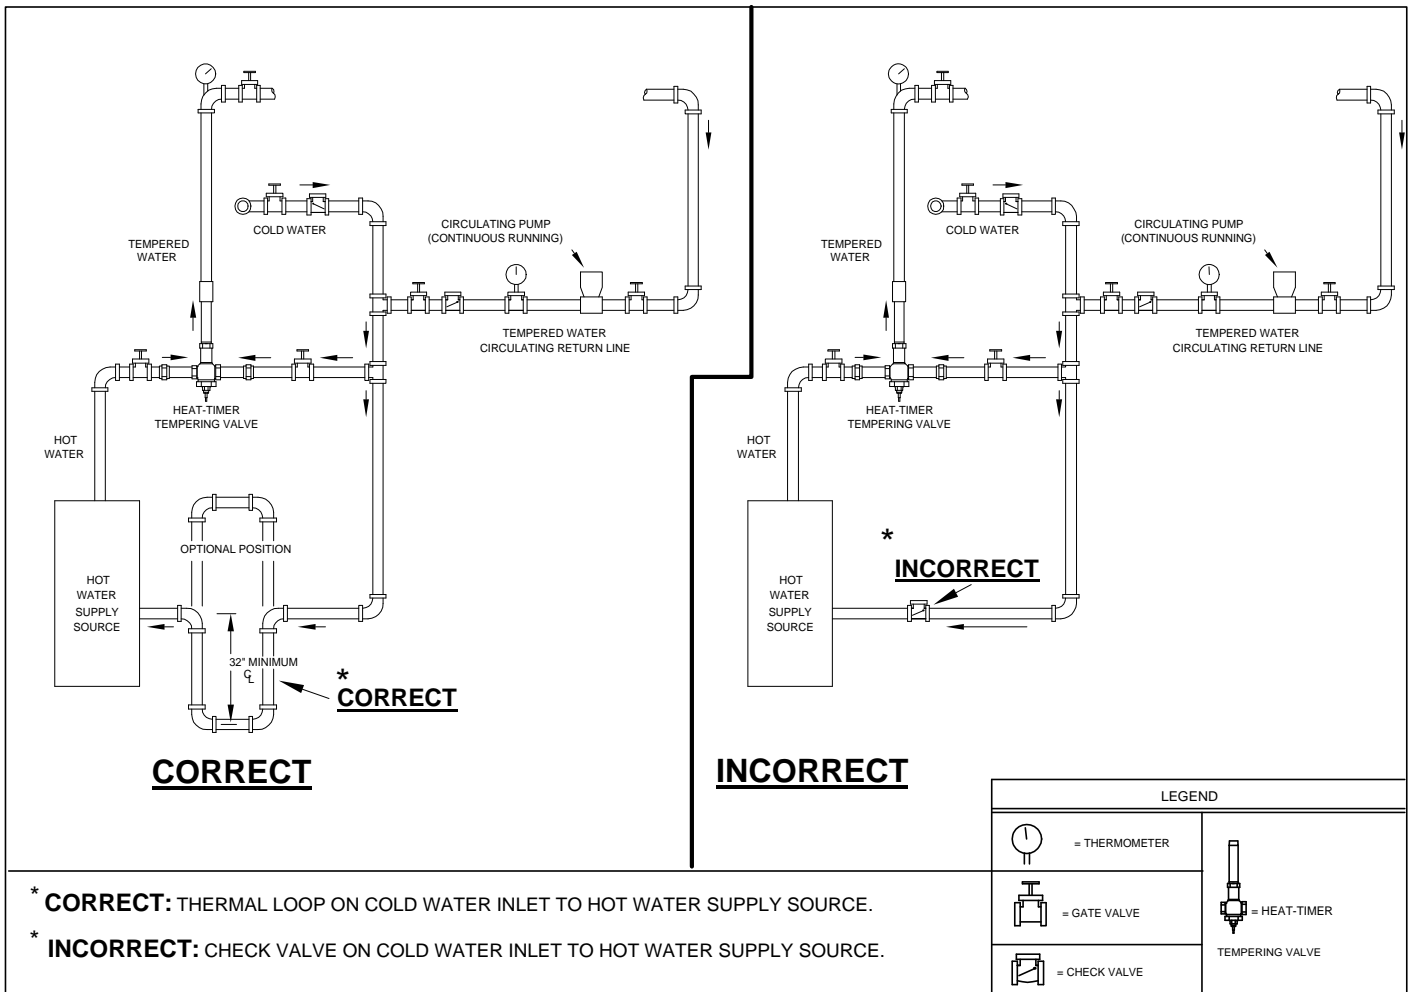 COLD WATER
CIRCULATING PUMP
(CONTINUOUS RUNNING)
TEMPERED
WATER
TEMPERED WATER
CIRCULATING RETURN LINE
HEAT-TIMER
TEMPERING VALVE
HOT
WATER
OPTIONAL POSITION
HOT
WATER
SUPPLY
SOURCE
32" MINIMUM
℄
*
CORRECT
CORRECT
COLD WATER
CIRCULATING PUMP
(CONTINUOUS RUNNING)
TEMPERED
WATER
TEMPERED WATER
CIRCULATING RETURN LINE
HEAT-TIMER
TEMPERING VALVE
HOT
WATER
*
INCORRECT
HOT
WATER
SUPPLY
SOURCE
INCORRECT
LEGEND
= THERMOMETER
= GATE VALVE
= CHECK VALVE
= HEAT-TIMER
TEMPERING VALVE
* CORRECT: THERMAL LOOP ON COLD WATER INLET TO HOT WATER SUPPLY SOURCE.
* INCORRECT: CHECK VALVE ON COLD WATER INLET TO HOT WATER SUPPLY SOURCE.